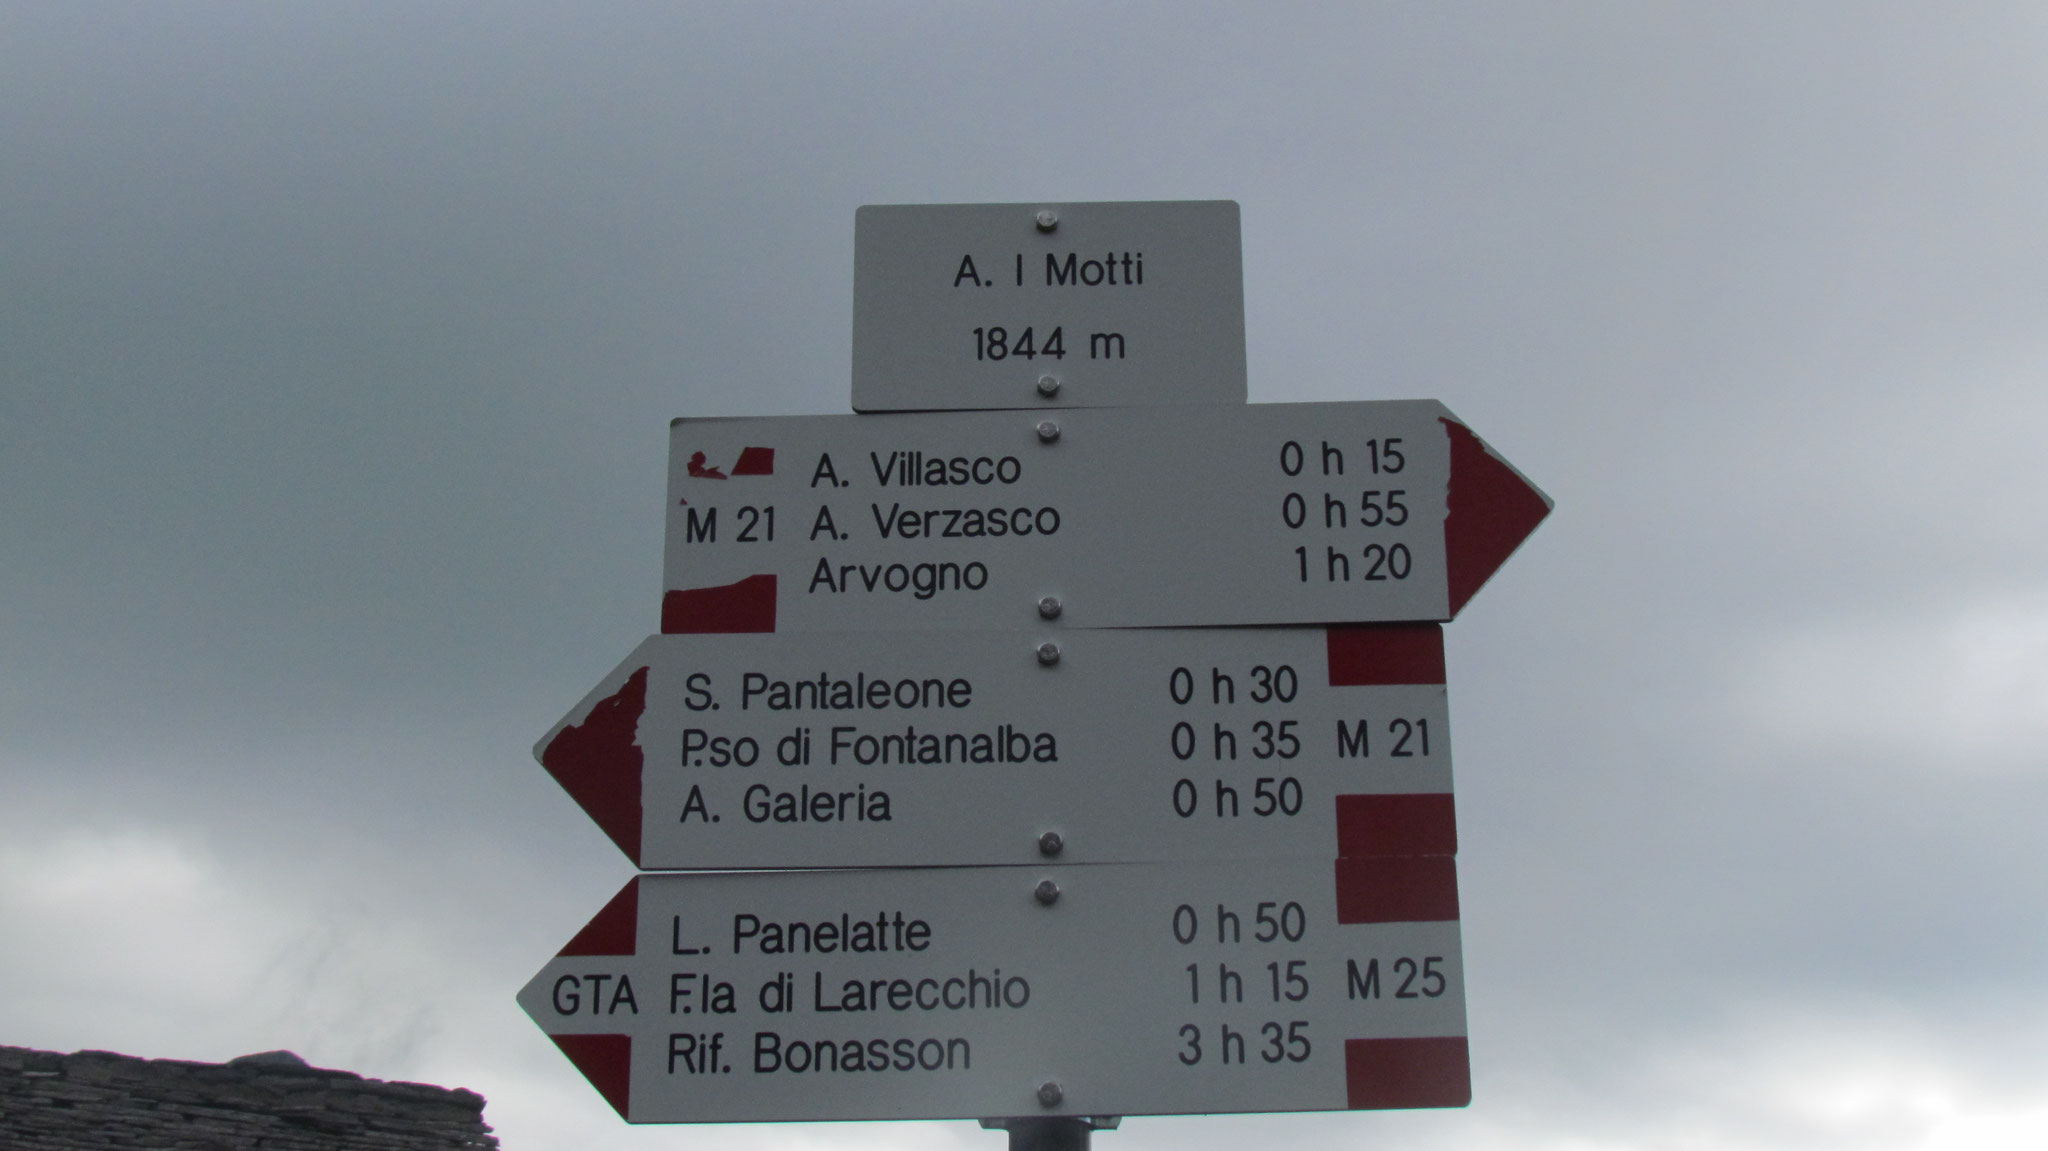 A. I Motti
1844 m
A. Villasco 0 h 15
M 21 A. Verzasco 0 h 55
Arvogno 1 h 20
S. Pantaleone 0 h 30
P.so di Fontanalba 0 h 35 M 21
A. Galeria 0 h 50
L. Panelatte 0 h 50
GTA F.la di Larecchio 1 h 15 M 25
Rif. Bonasson 3 h 35